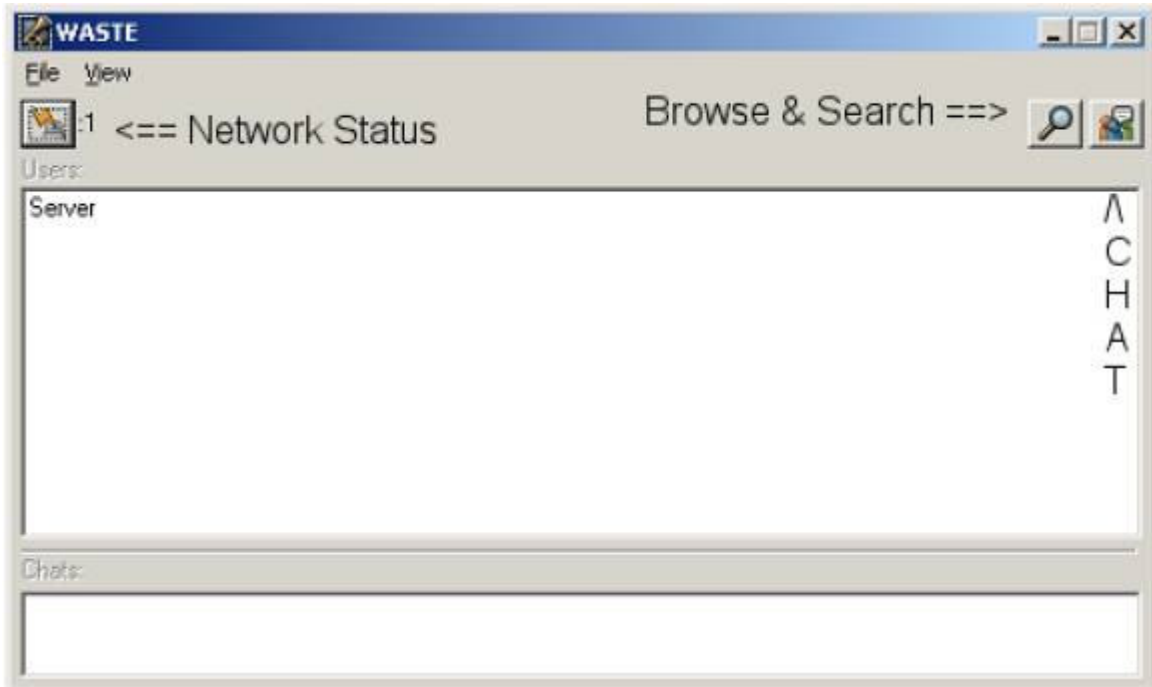 WASTE
File View
:1 <== Network Status
Browse & Search ==>
Users:
Server
Λ
C
H
A
T
Chats: